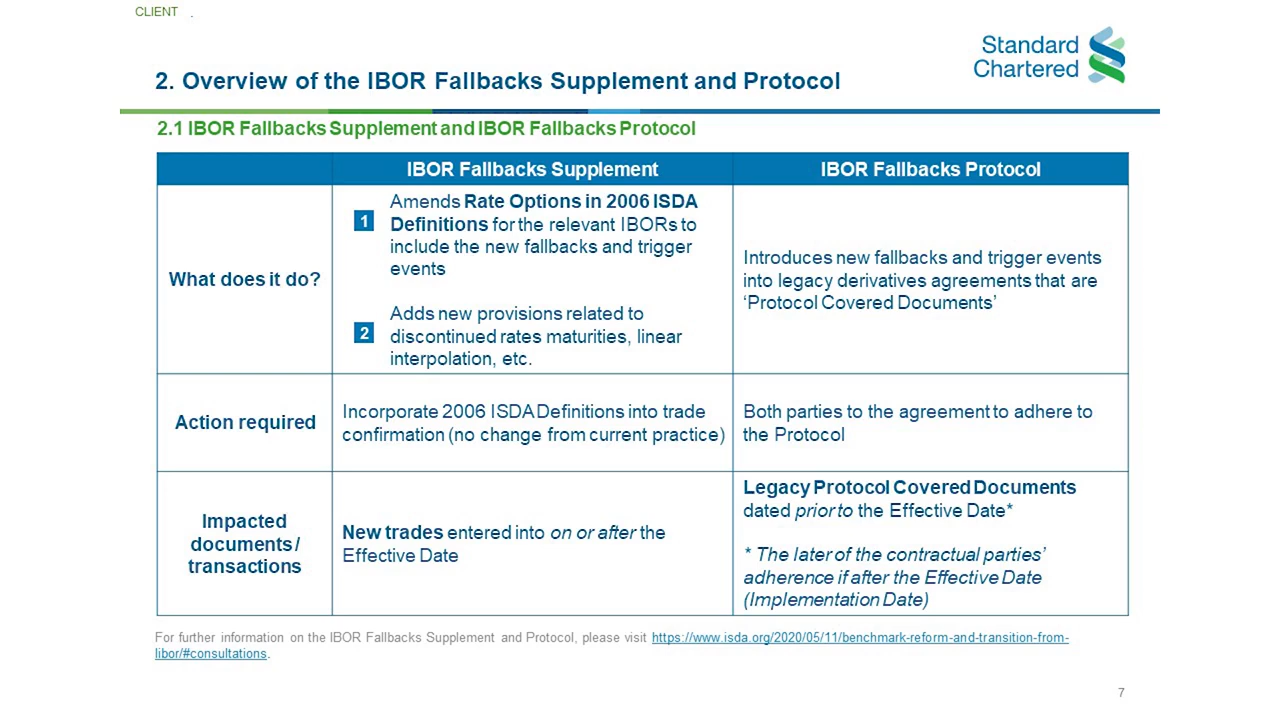 CLIENT .
Standard
Chartered
2. Overview of the IBOR Fallbacks Supplement and Protocol
2.1 IBOR Fallbacks Supplement and IBOR Fallbacks Protocol
IBOR Fallbacks Supplement
IBOR Fallbacks Protocol
What does it do?
1
Amends Rate Options in 2006 ISDA
Definitions for the relevant IBORs to
include the new fallbacks and trigger
events
2
Adds new provisions related to
discontinued rates maturities, linear
interpolation, etc.
Introduces new fallbacks and trigger events
into legacy derivatives agreements that are
‘Protocol Covered Documents’
Action required
Incorporate 2006 ISDA Definitions into trade
confirmation (no change from current practice)
Both parties to the agreement to adhere to
the Protocol
Impacted
documents /
transactions
New trades entered into on or after the
Effective Date
Legacy Protocol Covered Documents
dated prior to the Effective Date*
* The later of the contractual parties’
adherence if after the Effective Date
(Implementation Date)
For further information on the IBOR Fallbacks Supplement and Protocol, please visit https://www.isda.org/2020/05/11/benchmark-reform-and-transition-from-
libor/#consultations.
7